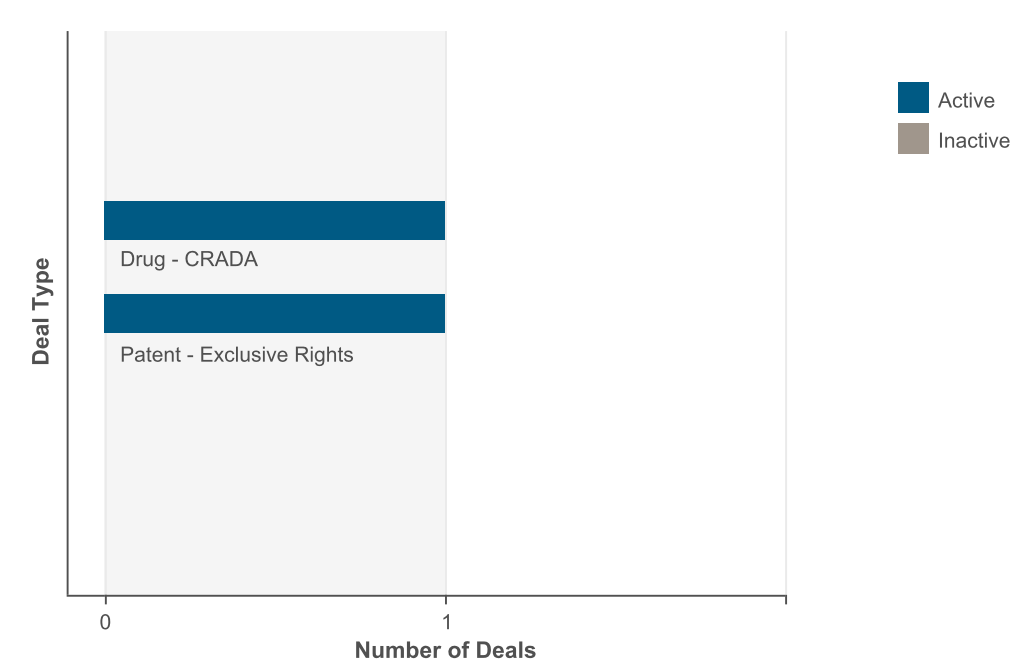 Active
Inactive
Drug - CRADA
Patent - Exclusive Rights
Deal Type
0
1
Number of Deals